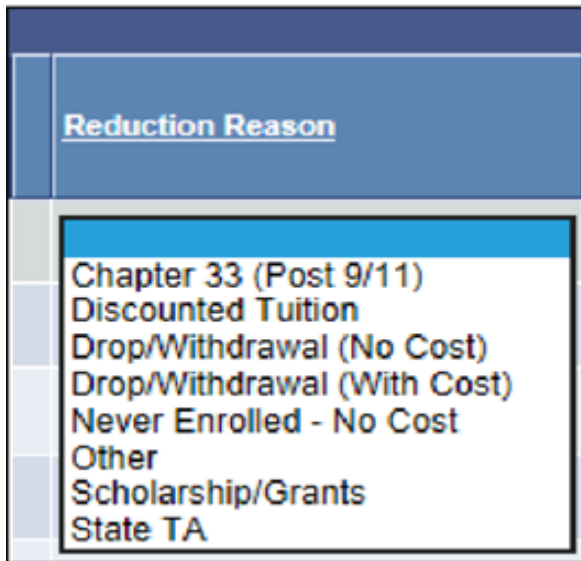 Reduction Reason
Chapter 33 (Post 9/11)
Discounted Tuition
Drop/Withdrawal (No Cost)
Drop/Withdrawal (With Cost)
Never Enrolled - No Cost
Other
Scholarship/Grants
State TA